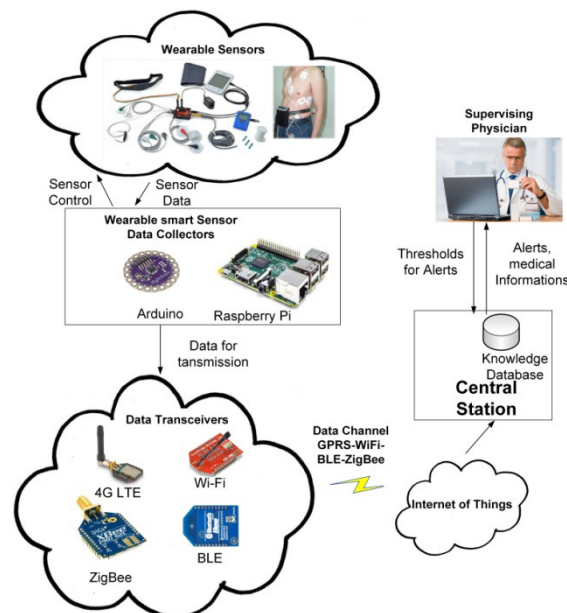 Wearable Sensors
Sensor
Control
Sensor
Data
Wearable smart Sensor
Data Collectors
Arduino
Raspberry Pi
Data for
tansmission
Data Transceivers
4G LTE
Wi-Fi
XBee
ZigBee
BLE
Data Channel
GPRS-WiFi-
BLE-ZigBee
Supervising
Physician
Thresholds
for Alerts
Alerts,
medical
Informations
Knowledge
Database
Central
Station
Internet of Things